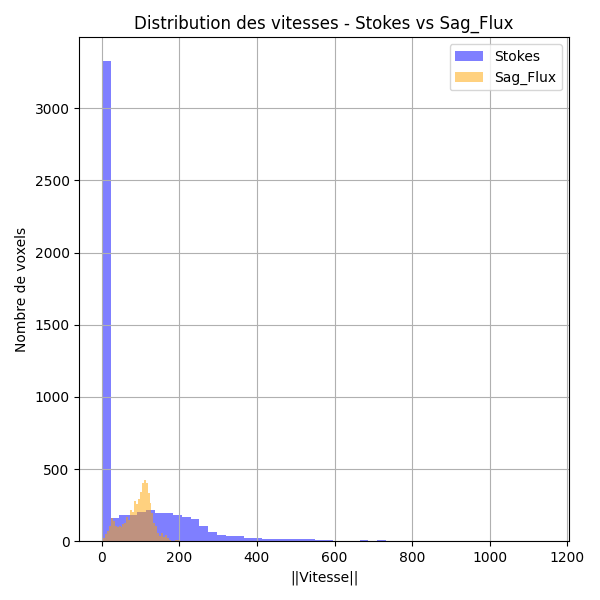 Distribution des vitesses - Stokes vs Sag_Flux
Stokes
Sag_Flux
Nombre de voxels
3000
2500
2000
1500
1000
500
0
0 200 400 600 800 1000 1200
||Vitesse||